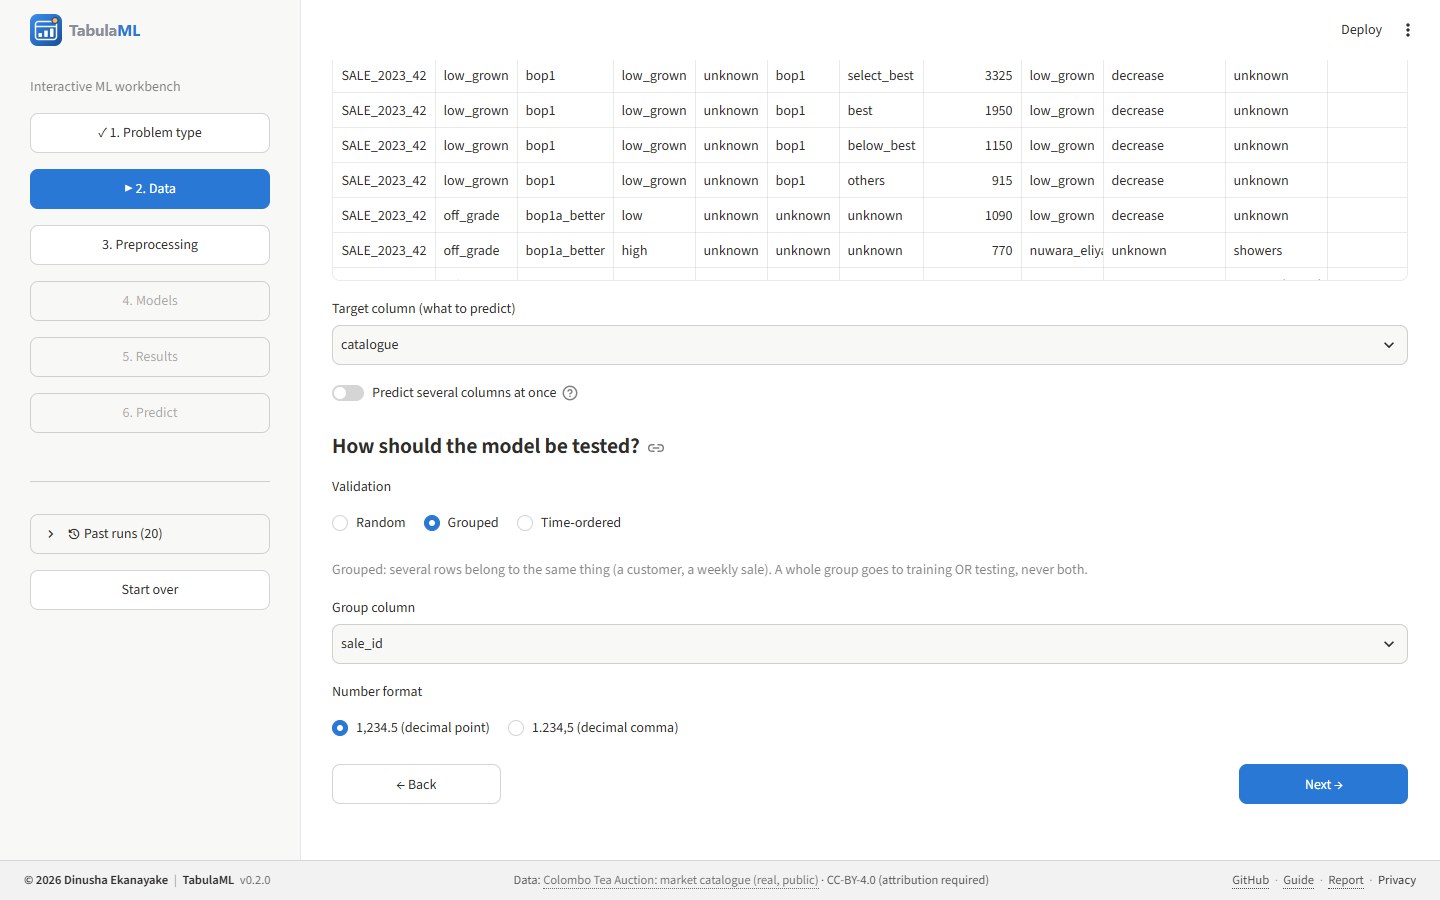 TabulaML
Deploy
Interactive ML workbench
✓ 1. Problem type
▶ 2. Data
3. Preprocessing
4. Models
5. Results
6. Predict
Past runs (20)
Start over
SALE_2023_42 low_grown bop1 low_grown unknown bop1 select_best 3325 low_grown decrease unknown
SALE_2023_42 low_grown bop1 low_grown unknown bop1 best 1950 low_grown decrease unknown
SALE_2023_42 low_grown bop1 low_grown unknown bop1 below_best 1150 low_grown decrease unknown
SALE_2023_42 low_grown bop1 low_grown unknown bop1 others 915 low_grown decrease unknown
SALE_2023_42 off_grade bop1a_better low unknown unknown unknown 1090 low_grown decrease unknown
SALE_2023_42 off_grade bop1a_better high unknown unknown unknown 770 nuwara_eliya unknown showers
Target column (what to predict)
catalogue
Predict several columns at once
How should the model be tested?
Validation
Random Grouped Time-ordered
Grouped: several rows belong to the same thing (a customer, a weekly sale). A whole group goes to training OR testing, never both.
Group column
sale_id
Number format
1,234.5 (decimal point) 1.234,5 (decimal comma)
← Back
Next →
© 2026 Dinusha Ekanayake | TabulaML v0.2.0
Data: Colombo Tea Auction: market catalogue (real, public) · CC-BY-4.0 (attribution required)
GitHub · Guide · Report · Privacy